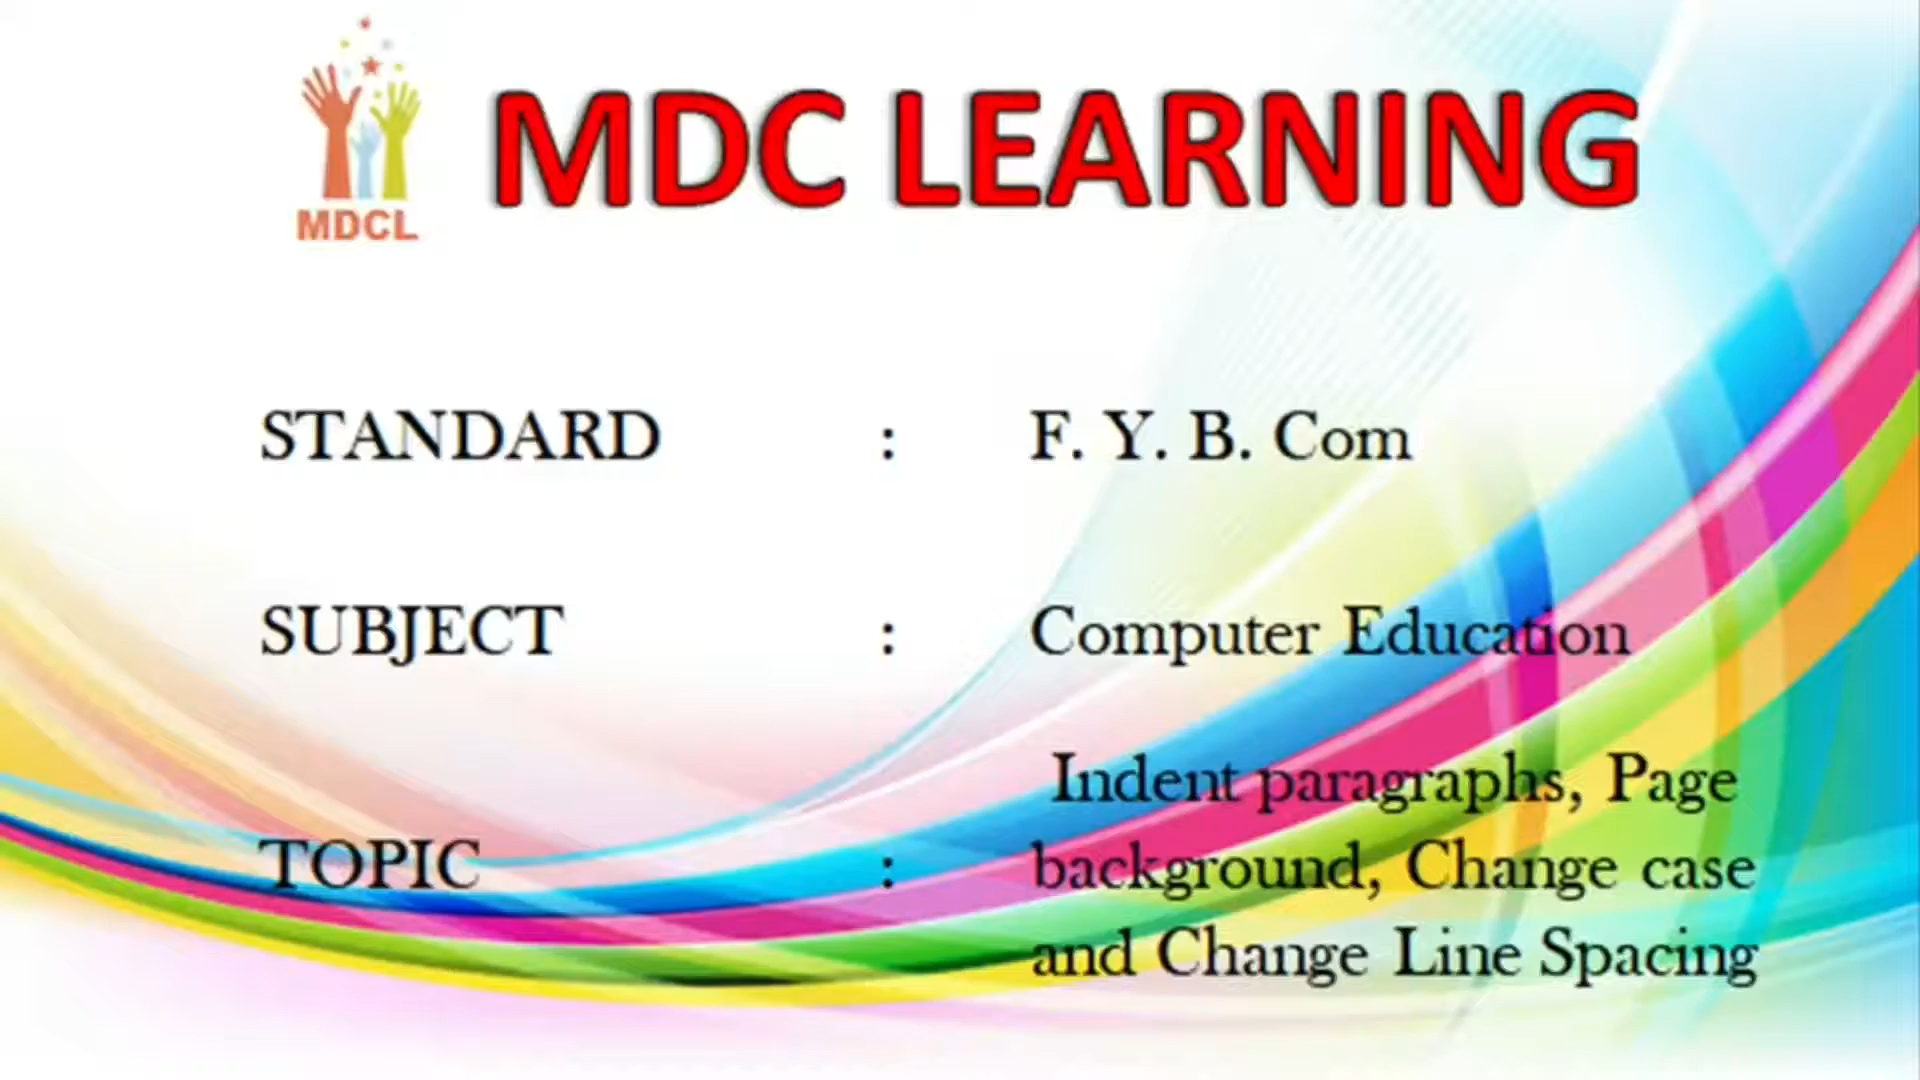 MDCL
MDC LEARNING
STANDARD : F. Y. B. Com
SUBJECT : Computer Education
TOPIC : Indent paragraphs, Page
background, Change case
and Change Line Spacing